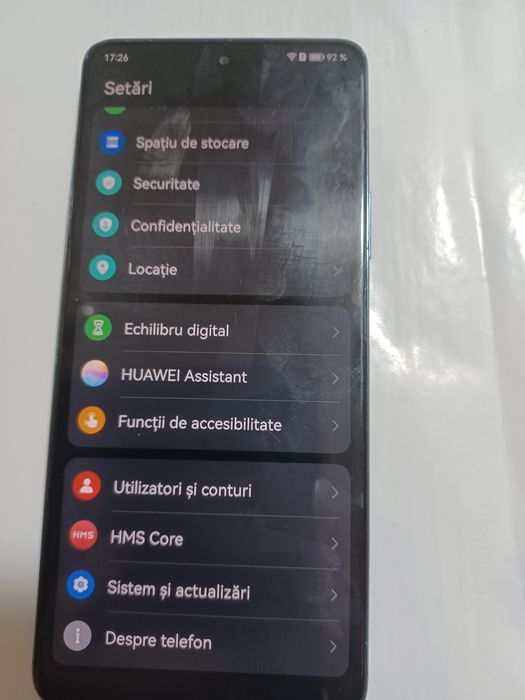 17:26
92 %
Setări
Spațiu de stocare
Securitate
Confidențialitate
Locație
Echilibru digital
HUAWEI Assistant
Funcții de accesibilitate
Utilizatori și conturi
HMS
HMS Core
Sistem și actualizări
Despre telefon